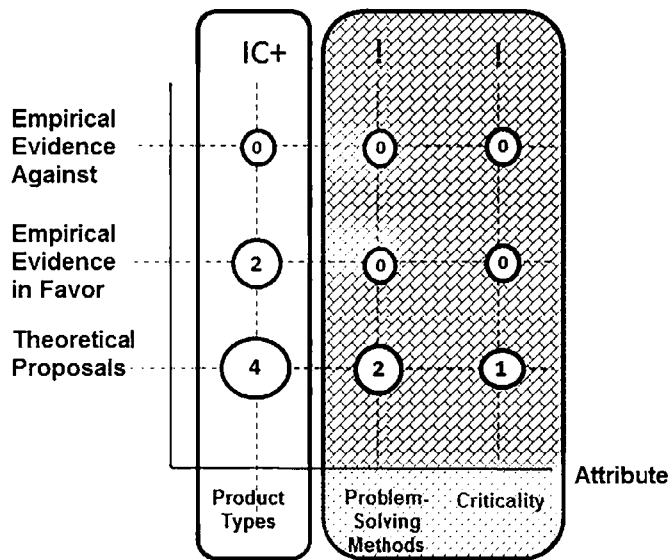 IC+ ! !
Empirical
Evidence
Against
0 0 0
Empirical
Evidence
in Favor
2 0 0
Theoretical
Proposals
4 2 1
Attribute
Product
Types
Problem-
Solving
Methods
Criticality